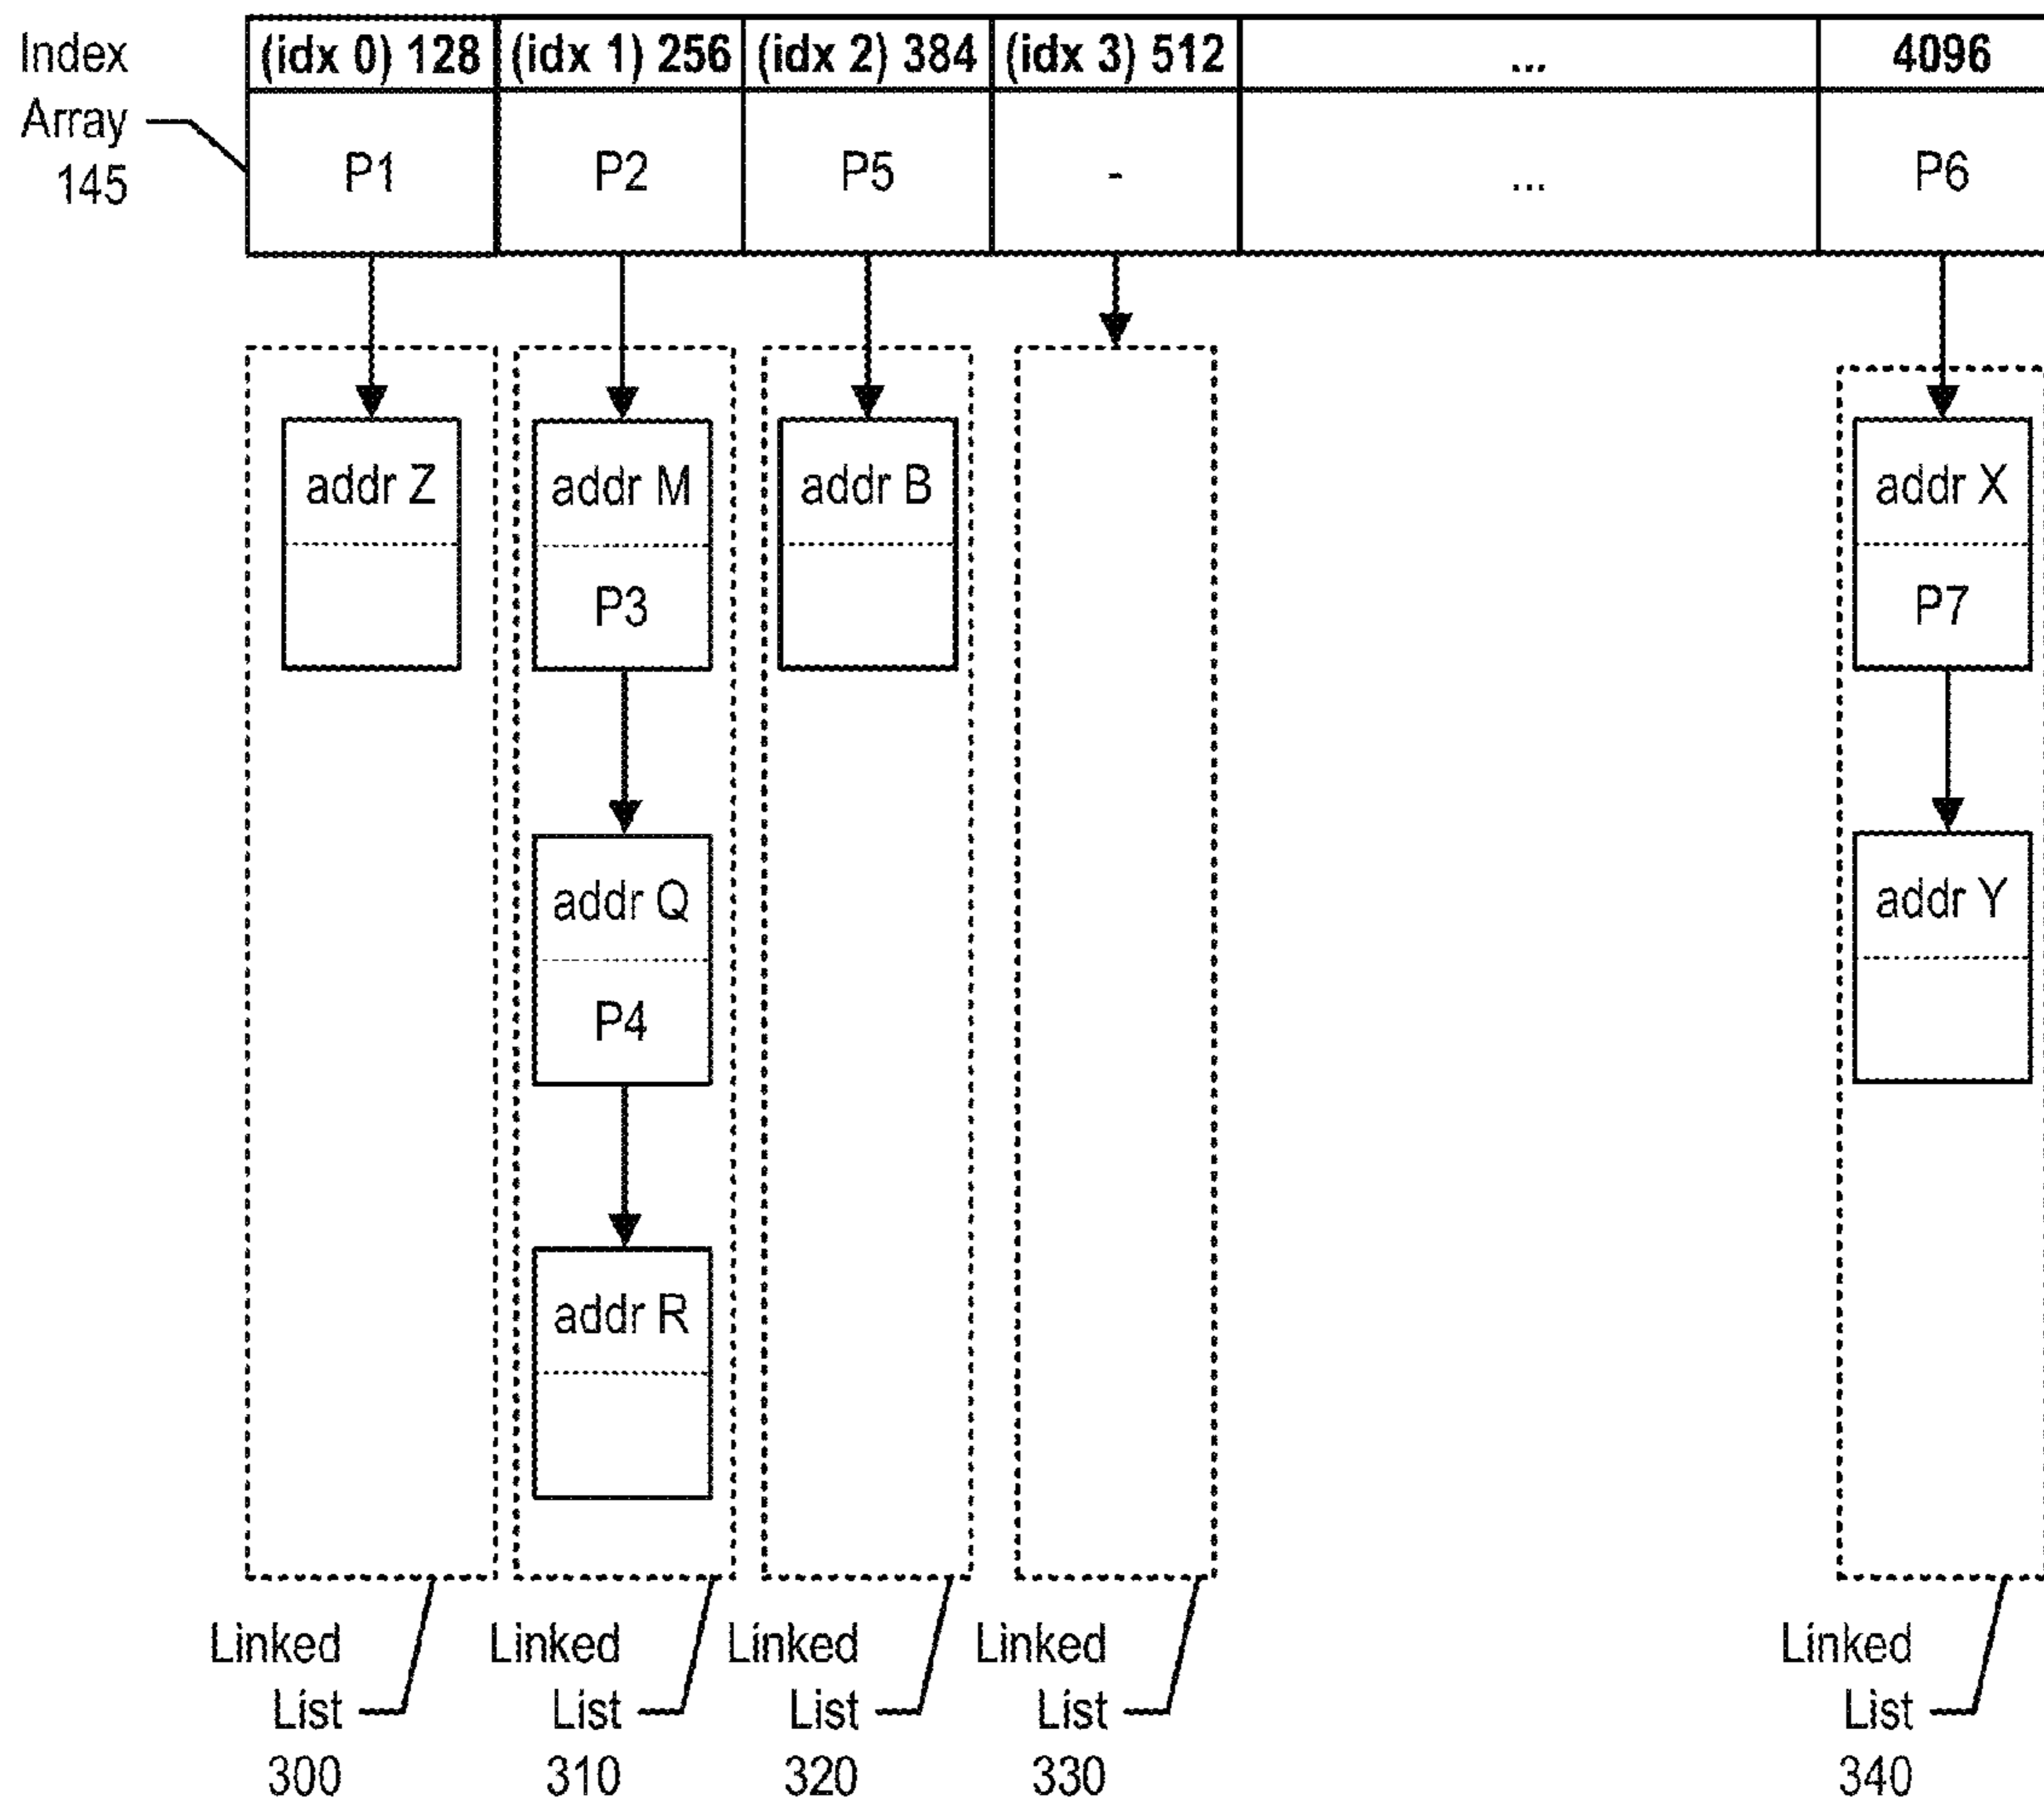 Index
Array
145
(idx 0) 128
(idx 1) 256
(idx 2) 384
(idx 3) 512
...
4096
P1
P2
P5
-
...
P6
addr Z
addr M
P3
addr B
addr X
P7
addr Q
P4
addr Y
addr R
Linked
List
300
Linked
List
310
Linked
List
320
Linked
List
330
Linked
List
340